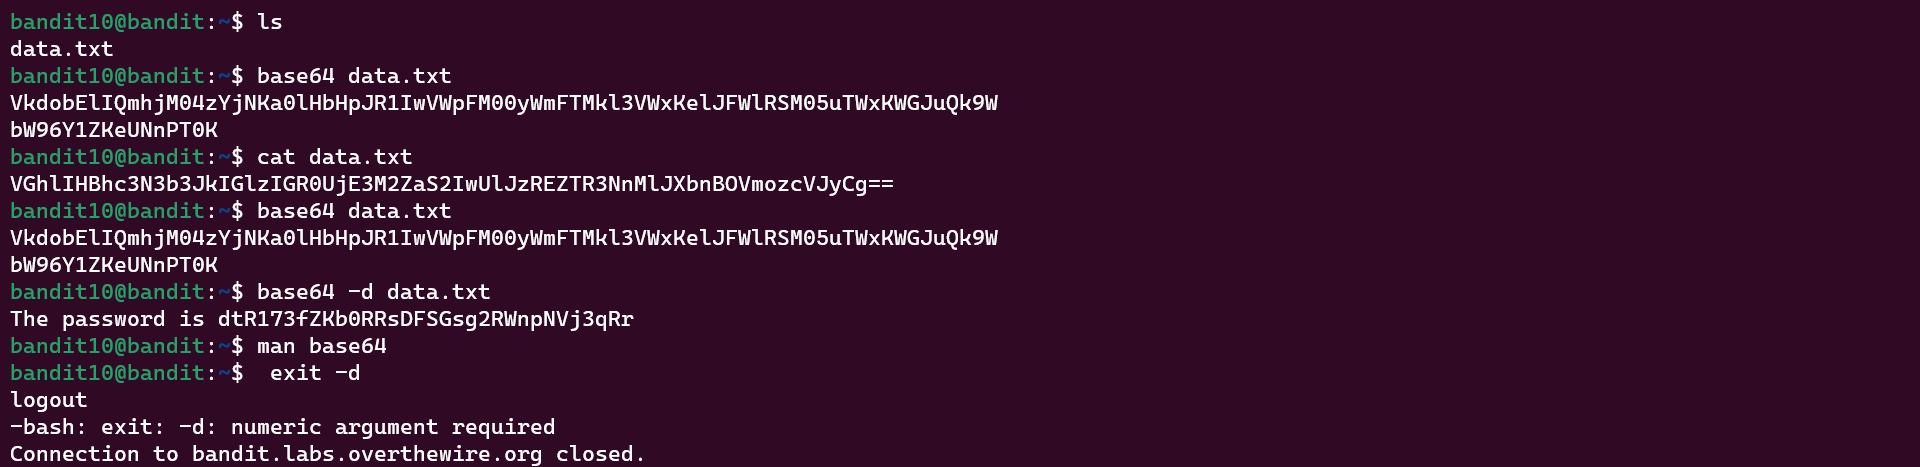 bandit10@bandit:~$ ls
data.txt
bandit10@bandit:~$ base64 data.txt
VkdobElIQmhjM04zYjNKa0lHbHpJR1IwVWpFM00yWmFTMkl3VWxKelJFWlRSM05uTWxKWGJuQk9W
bW96Y1ZKeUNnPT0K
bandit10@bandit:~$ cat data.txt
VGhlIHBhc3N3b3JkIGlzIGR0UjE3M2ZaS2IwUlJzREZTR3NnMlJXbnBOVmozcVJyCg==
bandit10@bandit:~$ base64 data.txt
VkdobElIQmhjM04zYjNKa0lHbHpJR1IwVWpFM00yWmFTMkl3VWxKelJFWlRSM05uTWxKWGJuQk9W
bW96Y1ZKeUNnPT0K
bandit10@bandit:~$ base64 -d data.txt
The password is dtR173fZKb0RRsDFSGsg2RWnpNVj3qRr
bandit10@bandit:~$ man base64
bandit10@bandit:~$  exit -d
logout
-bash: exit: -d: numeric argument required
Connection to bandit.labs.overthewire.org closed.